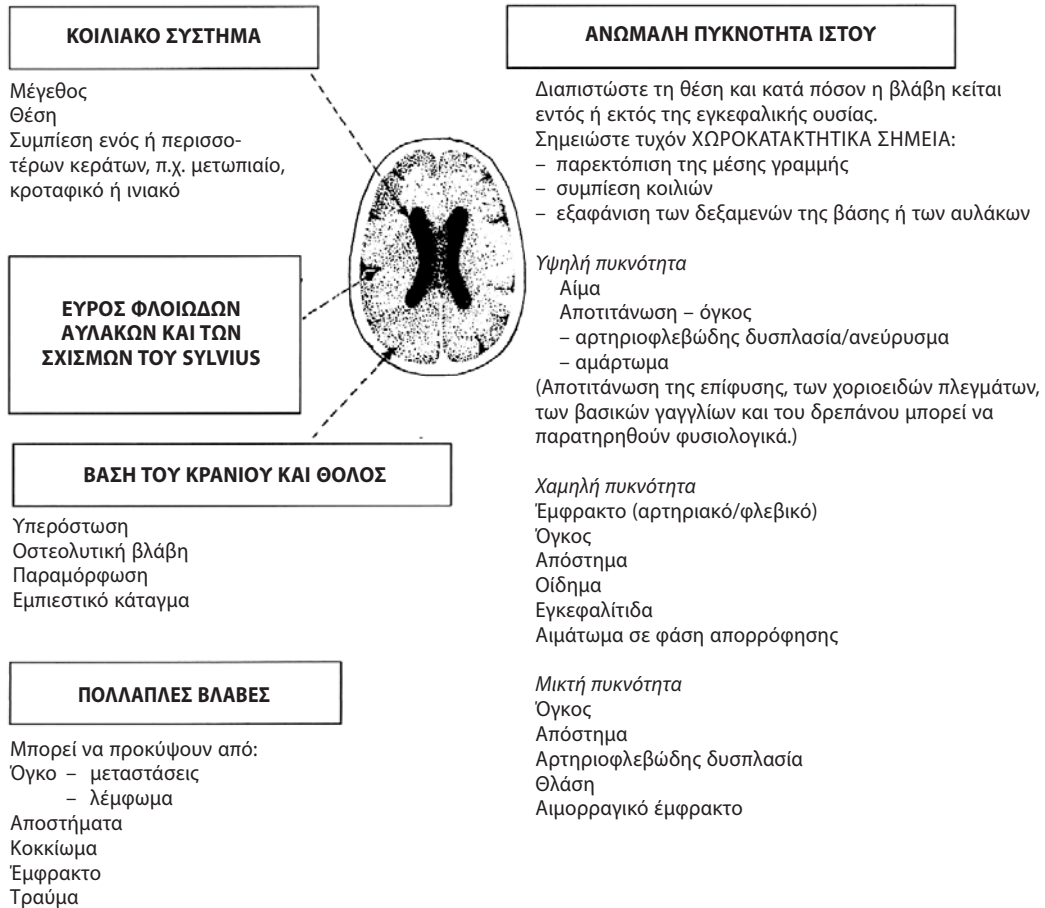 ΚΟΙΛΙΑΚΟ ΣΥΣΤΗΜΑ
Μέγεθος
Θέση
Συμπίεση ενός ή περισσο-
τέρων κεράτων, π.χ. μετωπιαίο,
κροταφικό ή ινιακό
ΕΥΡΟΣ ΦΛΟΙΩΔΩΝ
ΑΥΛΑΚΩΝ ΚΑΙ ΤΩΝ
ΣΧΙΣΜΩΝ ΤΟΥ SYLVIUS
ΒΑΣΗ ΤΟΥ ΚΡΑΝΙΟΥ ΚΑΙ ΘΟΛΟΣ
Υπερόστωση
Οστεολυτική βλάβη
Παραμόρφωση
Εμπιεστικό κάταγμα
ΠΟΛΛΑΠΛΕΣ ΒΛΑΒΕΣ
Μπορεί να προκύψουν από:
Όγκο – μεταστάσεις
– λέμφωμα
Αποστήματα
Κοκκίωμα
Έμφρακτο
Τραύμα
ΑΝΩΜΑΛΗ ΠΥΚΝΟΤΗΤΑ ΙΣΤΟΥ
Διαπιστώστε τη θέση και κατά πόσον η βλάβη κείται
εντός ή εκτός της εγκεφαλικής ουσίας.
Σημειώστε τυχόν ΧΩΡΟΚΑΤΑΚΤΗΤΙΚΑ ΣΗΜΕΙΑ:
– παρεκτόπιση της μέσης γραμμής
– συμπίεση κοιλιών
– εξαφάνιση των δεξαμενών της βάσης ή των αυλάκων
Υψηλή πυκνότητα
Αίμα
Αποτιτάνωση – όγκος
– αρτηριοφλεβώδης δυσπλασία/ανεύρυσμα
– αμάρτωμα
(Αποτιτάνωση της επίφυσης, των χοριοειδών πλεγμάτων,
των βασικών γαγγλίων και του δρεπάνου μπορεί να
παρατηρηθούν φυσιολογικά.)
Χαμηλή πυκνότητα
Έμφρακτο (αρτηριακό/φλεβικό)
Όγκος
Απόστημα
Οίδημα
Εγκεφαλίτιδα
Αιμάτωμα σε φάση απορρόφησης
Μικτή πυκνότητα
Όγκος
Απόστημα
Αρτηριοφλεβώδης δυσπλασία
Θλάση
Αιμορραγικό έμφρακτο